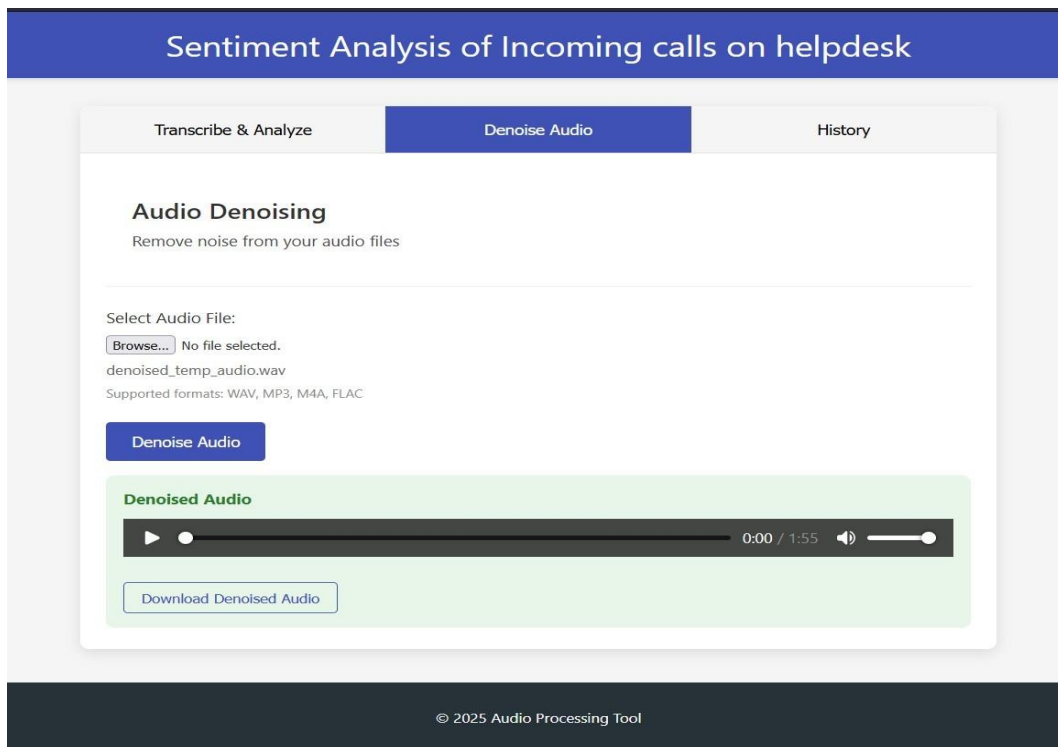 Sentiment Analysis of Incoming calls on helpdesk
Transcribe & Analyze
Denoise Audio
History
Audio Denoising
Remove noise from your audio files
Select Audio File:
Browse... No file selected.
denoised_temp_audio.wav
Supported formats: WAV, MP3, M4A, FLAC
Denoise Audio
Denoised Audio
0:00 / 1:55
Download Denoised Audio
© 2025 Audio Processing Tool